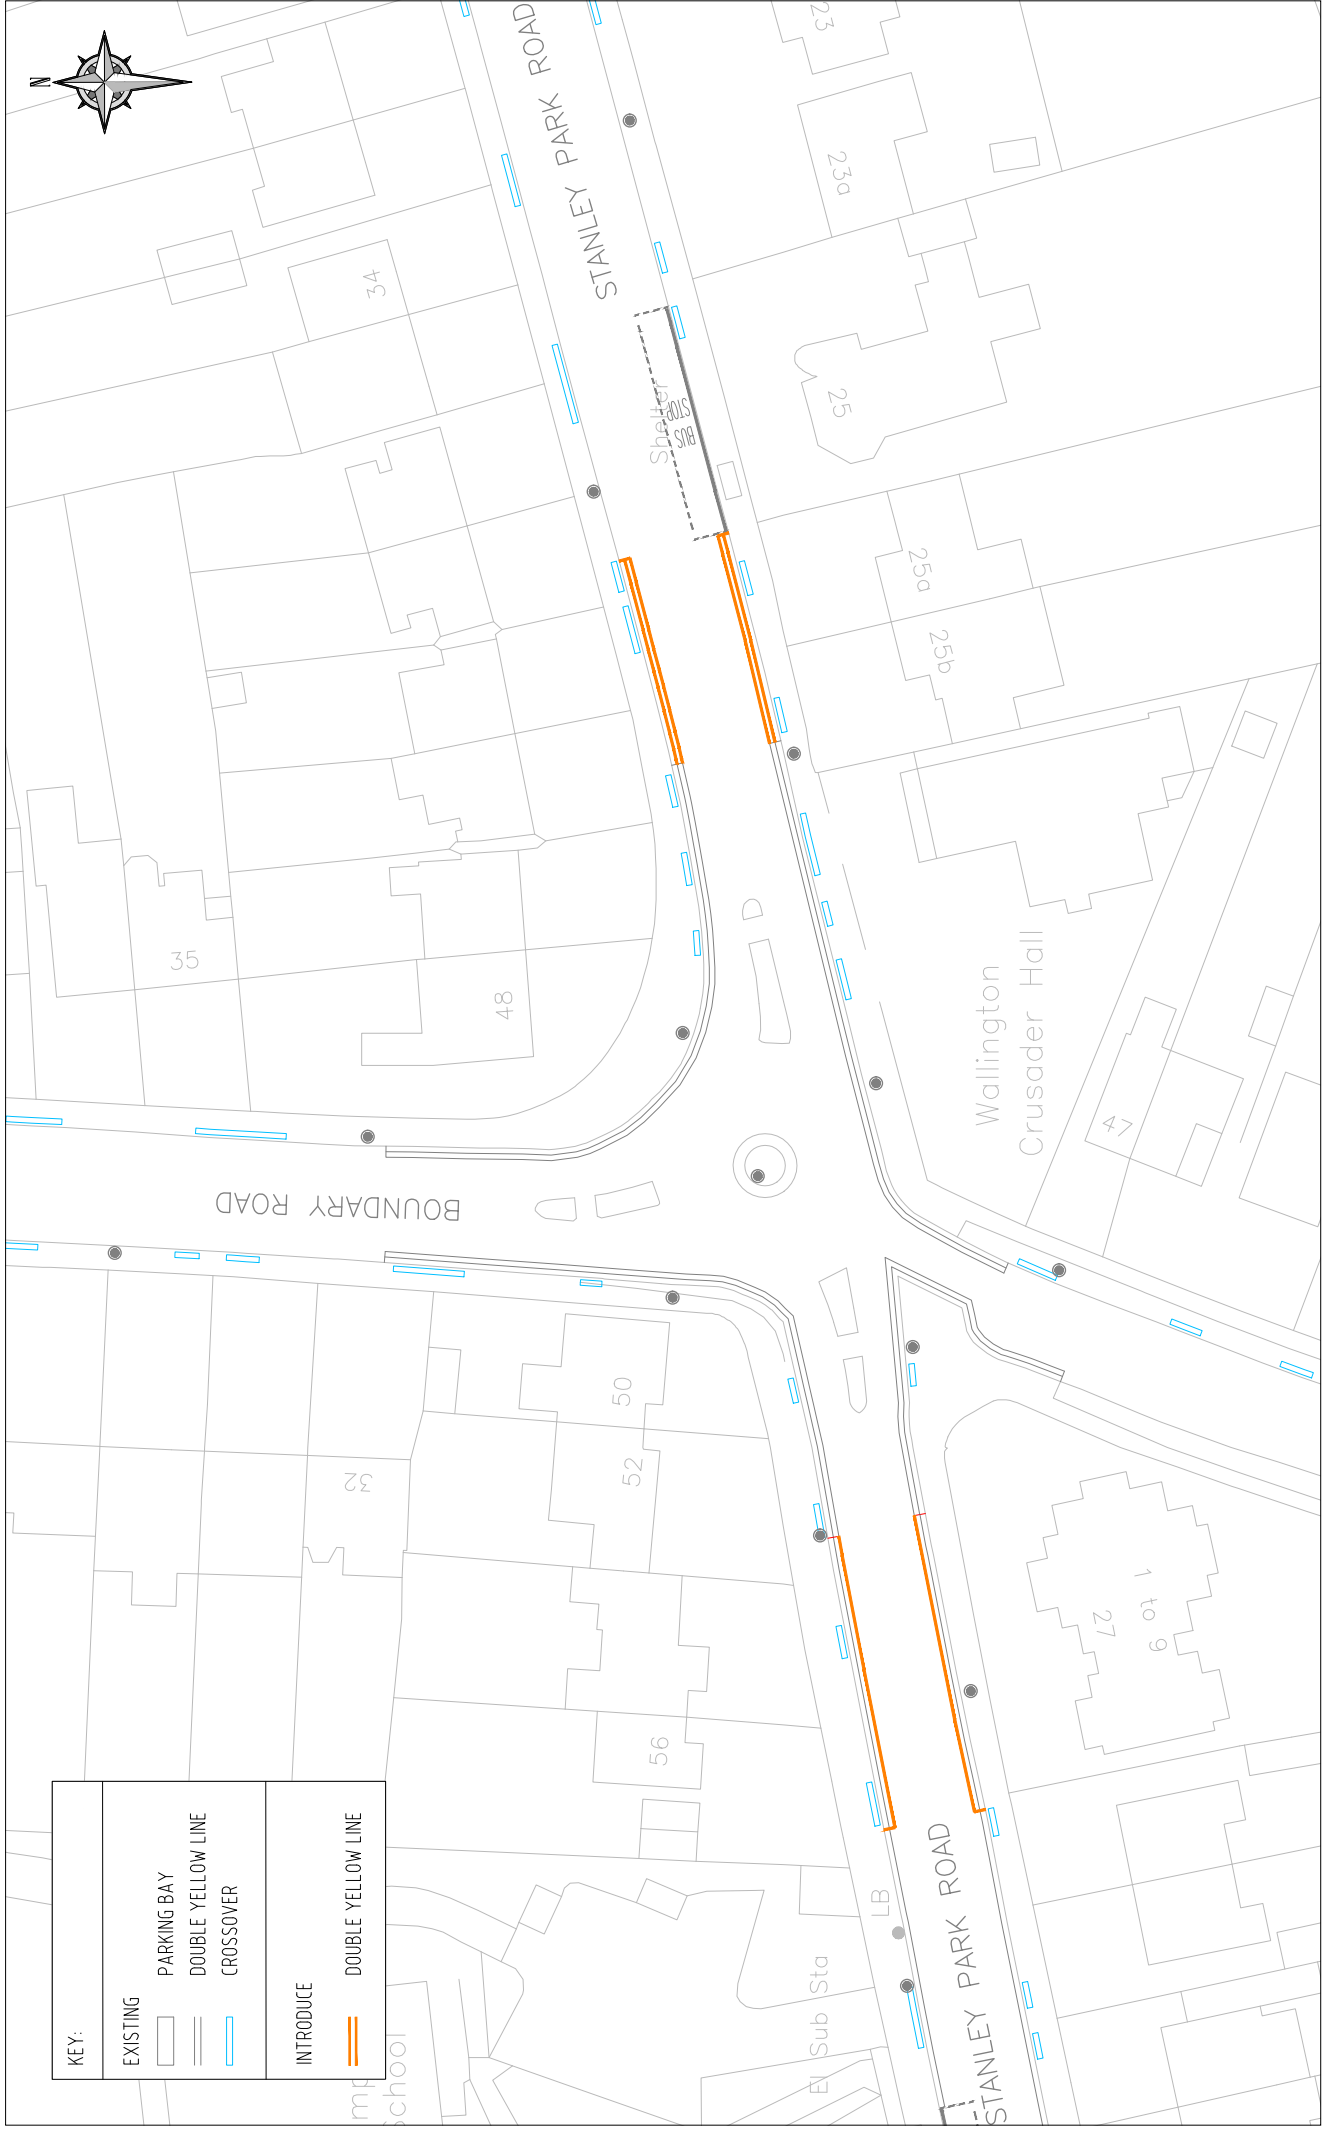 N
STANLEY PARK ROAD
23
23a
34
Shelter
BUS
STOP
25
25a
25b
35
48
Wallington
Crusader Hall
47
BOUNDARY ROAD
50
52
32
56
1 to 9
27
LB
El Sub Sta
STANLEY PARK ROAD
School
KEY:
EXISTING
PARKING BAY
DOUBLE YELLOW LINE
CROSSOVER
INTRODUCE
DOUBLE YELLOW LINE